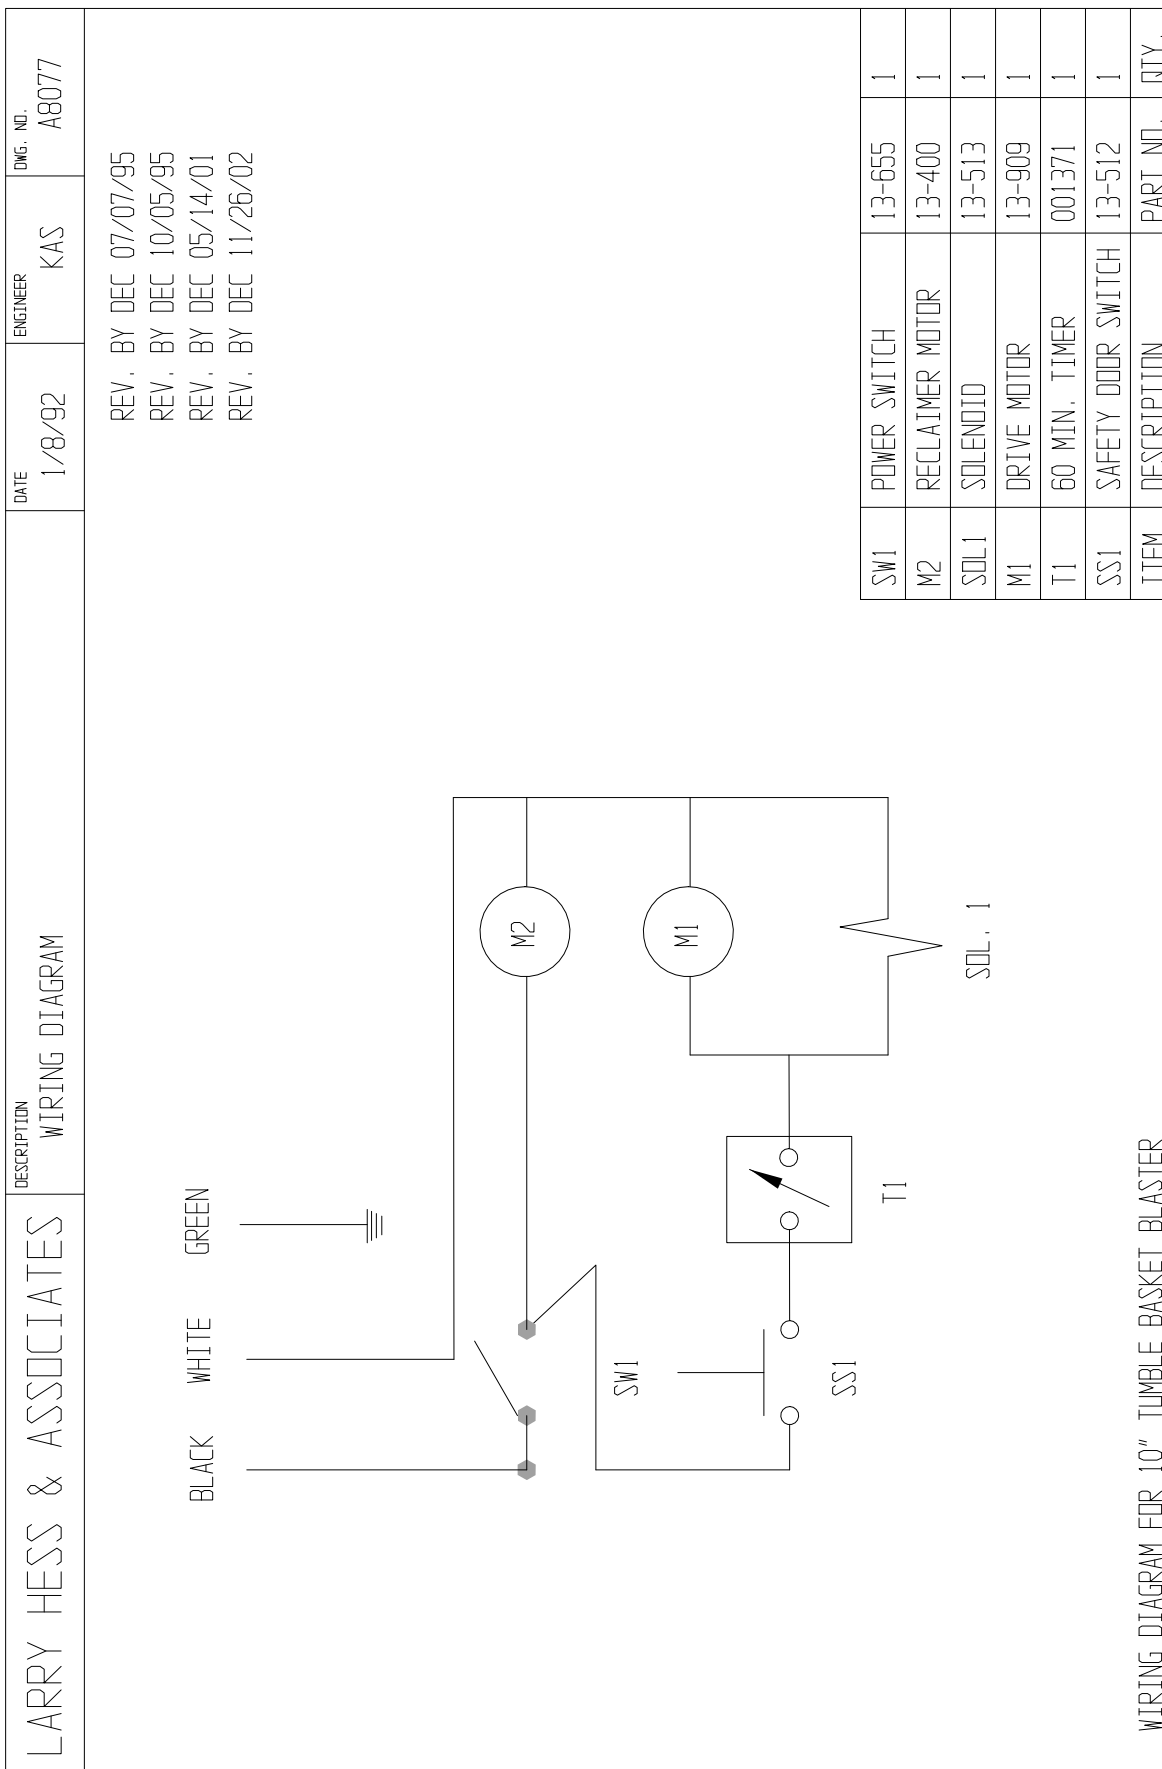 LARRY HESS & ASSOCIATES
DESCRIPTION
WIRING DIAGRAM
DATE
1/8/92
ENGINEER
KAS
DWG. NO.
A8077
REV. BY DEC 07/07/95
REV. BY DEC 10/05/95
REV. BY DEC 05/14/01
REV. BY DEC 11/26/02
BLACK WHITE GREEN
M2
SW1
M1
SS1
T1
SOL. 1
SW1 POWER SWITCH 13-655 1
M2 RECLAIMER MOTOR 13-400 1
SOL1 SOLENOID 13-513 1
M1 DRIVE MOTOR 13-909 1
T1 60 MIN. TIMER 001371 1
SS1 SAFETY DOOR SWITCH 13-512 1
ITEM DESCRIPTION PART NO. QTY.
WIRING DIAGRAM FOR 10" TUMBLE BASKET BLASTER